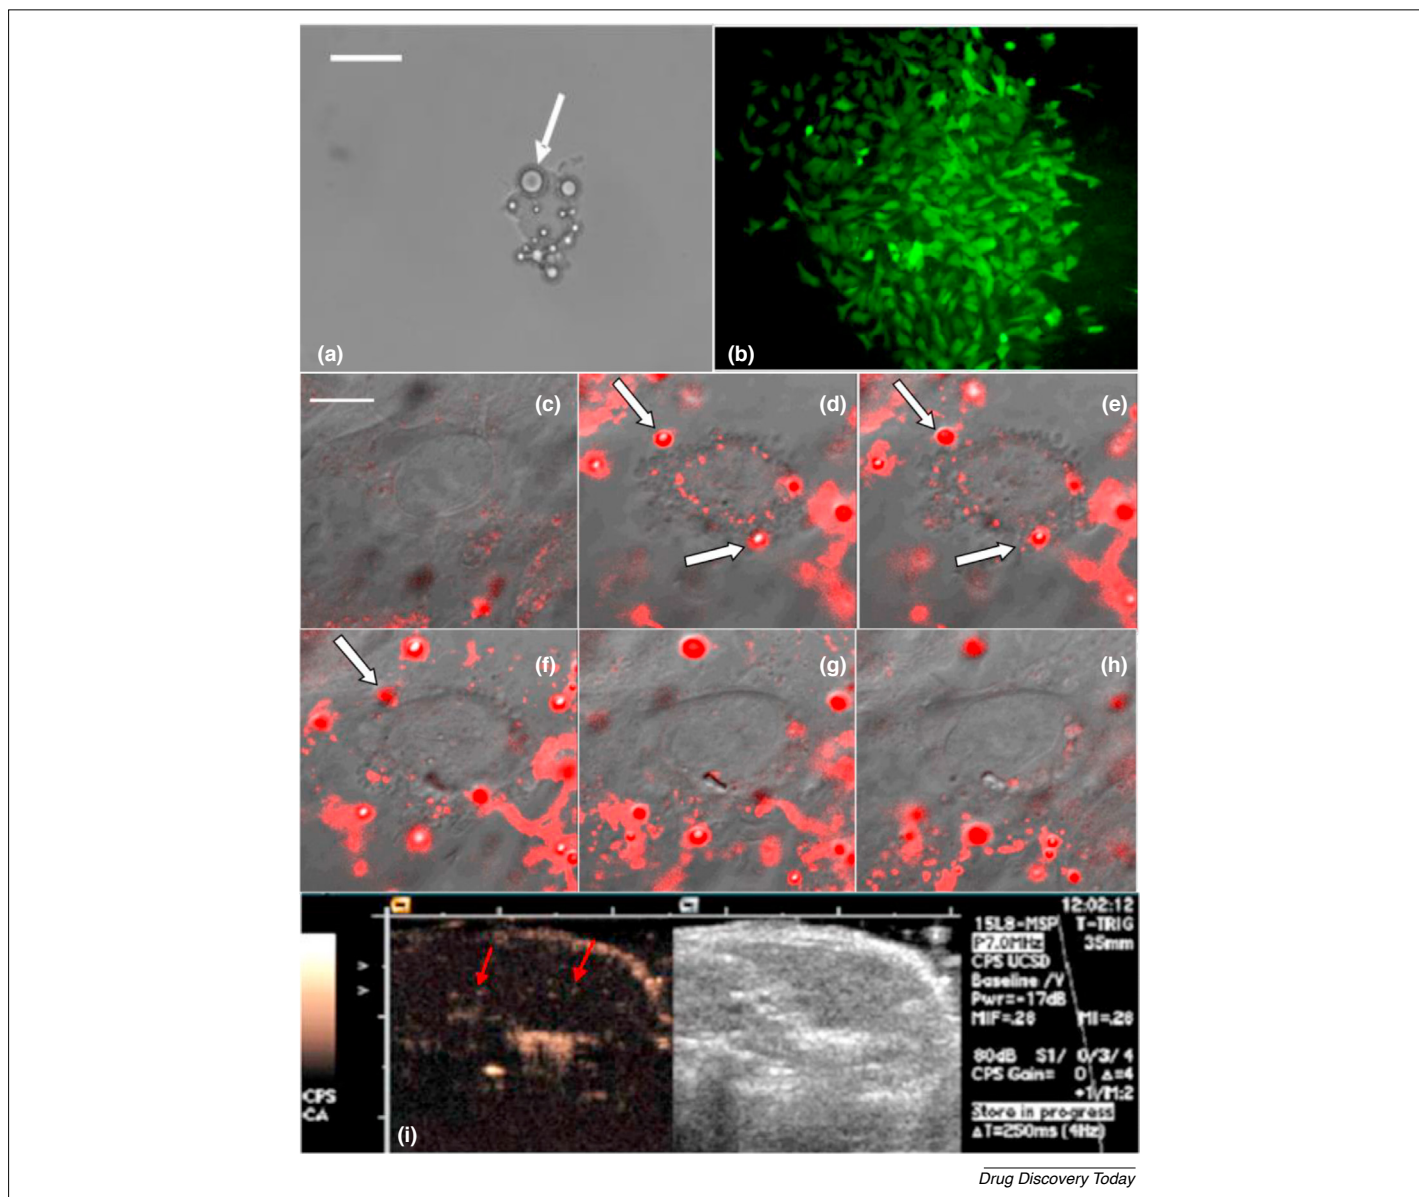 (a)
(b)
(c)
(d)
(e)
(f)
(g)
(h)
12:02:12
15L8-MSP T-TRIG
P7.0MHz 35mm
CPS UCSD
Baseline /V
Pwr=-17dB
MIF=.28 MI=.28
80dB S1/ 0/3/4
CPS Gain= 0 Δ=4
+1/M:2
Store in progress
ΔT=250ms (4Hz)
CPS
CA
(i)
Drug Discovery Today